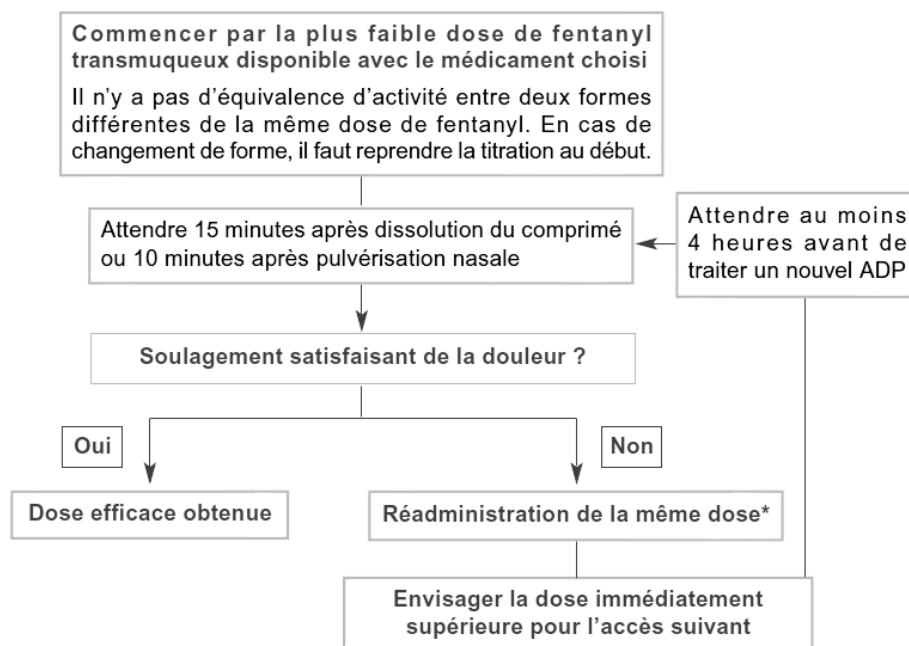 Commencer par la plus faible dose de fentanyl
transmuqueux disponible avec le médicament choisi
Il n'y a pas d'équivalence d'activité entre deux formes
différentes de la même dose de fentanyl. En cas de
changement de forme, il faut reprendre la titration au début.
Attendre 15 minutes après dissolution du comprimé
ou 10 minutes après pulvérisation nasale
Attendre au moins
4 heures avant de
traiter un nouvel ADP
Soulagement satisfaisant de la douleur ?
Oui
Non
Dose efficace obtenue
Réadministration de la même dose*
Envisager la dose immédiatement
supérieure pour l'accès suivant